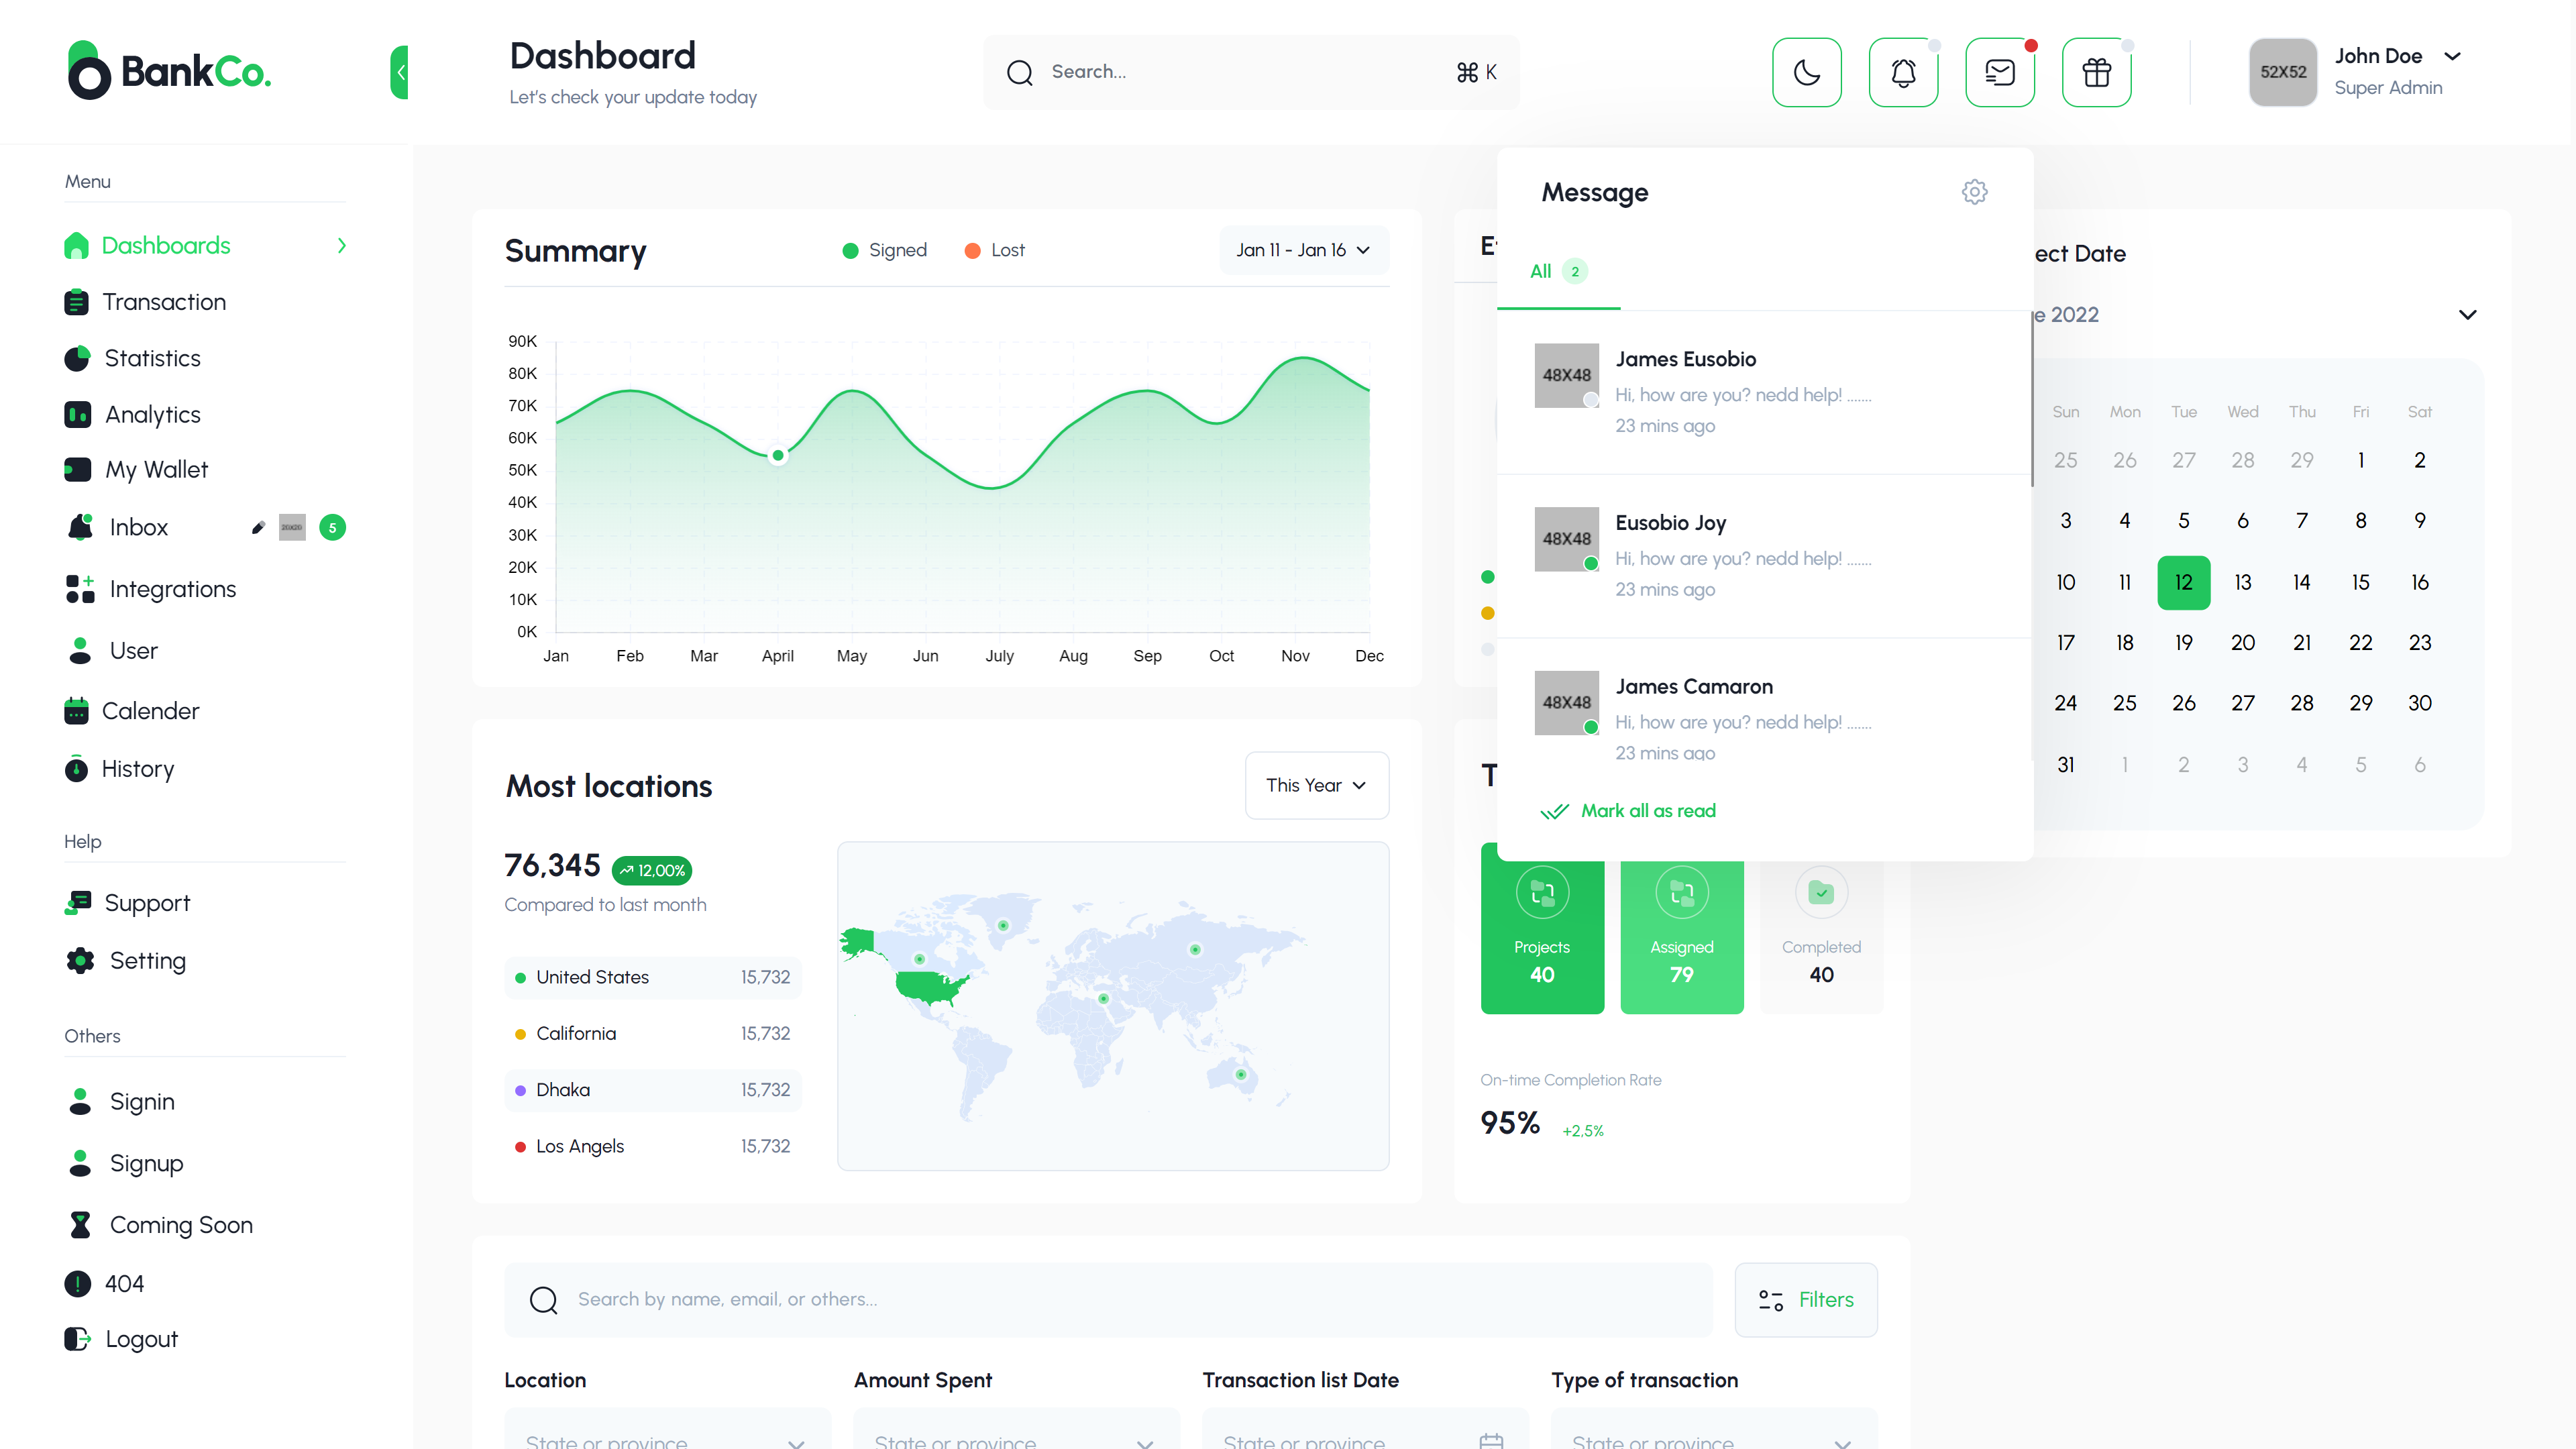 BankCo.
Dashboard
Let's check your update today
Search...
⌘ K
John Doe
Super Admin
52X52
Menu
Dashboards
Transaction
Statistics
Analytics
My Wallet
Inbox
20X20
5
Integrations
User
Calender
History
Help
Support
Setting
Others
Signin
Signup
Coming Soon
404
Logout
Summary
Signed
Lost
Jan 11 - Jan 16
90K
80K
70K
60K
50K
40K
30K
20K
10K
0K
Jan Feb Mar April May Jun July Aug Sep Oct Nov Dec
Most locations
This Year
76,345
12,00%
Compared to last month
United States 15,732
California 15,732
Dhaka 15,732
Los Angels 15,732
Message
All 2
48X48
James Eusobio
Hi, how are you? nedd help! .......
23 mins ago
48X48
Eusobio Joy
Hi, how are you? nedd help! .......
23 mins ago
48X48
James Camaron
Hi, how are you? nedd help! .......
23 mins ago
Mark all as read
ect Date
e 2022
Sun Mon Tue Wed Thu Fri Sat
25 26 27 28 29 1 2
3 4 5 6 7 8 9
10 11 12 13 14 15 16
17 18 19 20 21 22 23
24 25 26 27 28 29 30
31 1 2 3 4 5 6
T
Projects
40
Assigned
79
Completed
40
On-time Completion Rate
95%
+2,5%
Search by name, email, or others...
Filters
Location
Amount Spent
Transaction list Date
Type of transaction
State or province
State or province
State or province
State or province